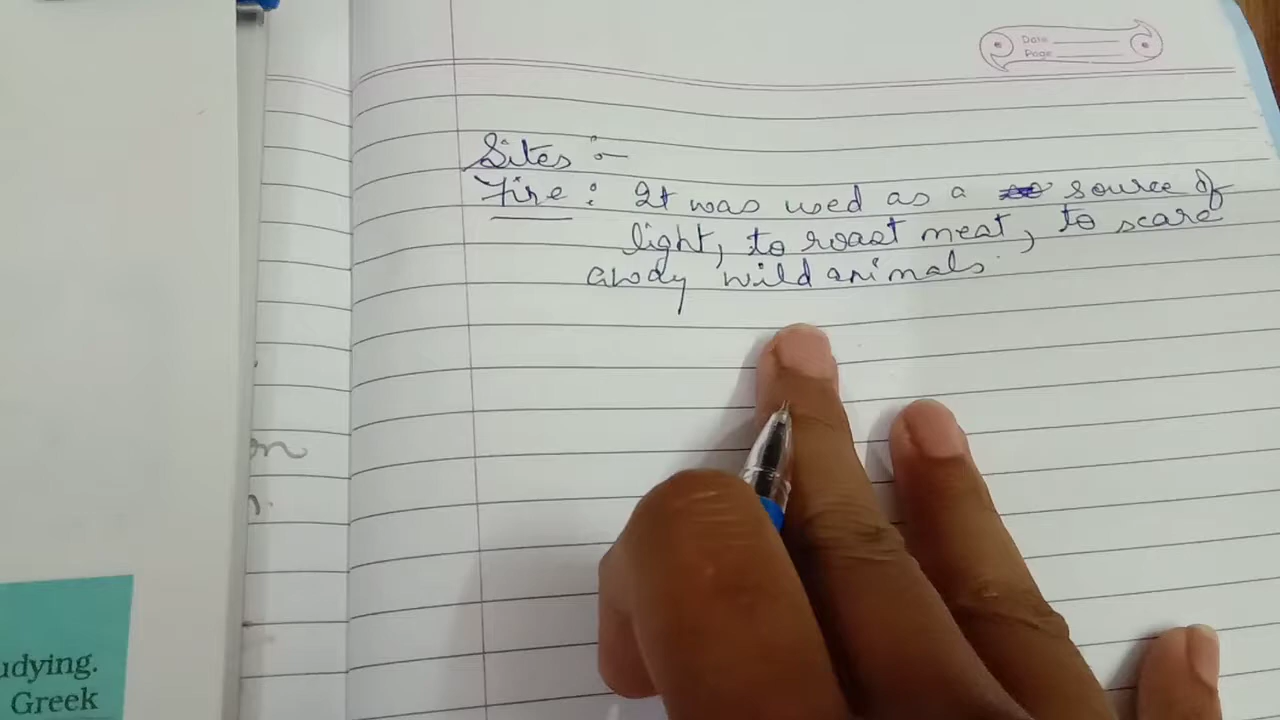 Date
Page
Sites :-
Fire : It was used as a source of
light, to roast meat, to scare
away wild animals.
on
udying.
Greek